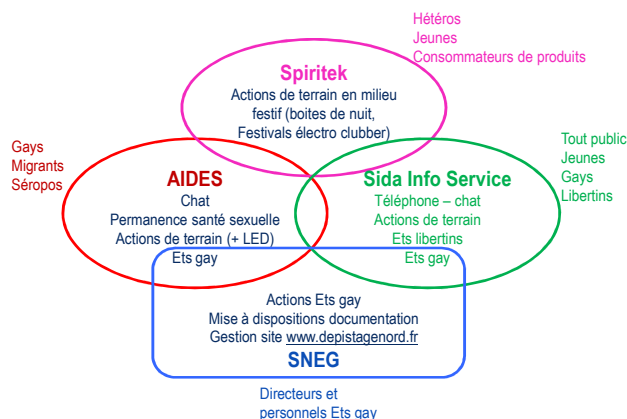 Hétéros
Jeunes
Consommateurs de produits
Spiritek
Actions de terrain en milieu
festif (boites de nuit,
Festivals électro clubber)
Gays
Migrants
Séropos
AIDES
Chat
Permanence santé sexuelle
Actions de terrain (+ LED)
Ets gay
Sida Info Service
Téléphone – chat
Actions de terrain
Ets libertins
Ets gay
Tout public
Jeunes
Gays
Libertins
Actions Ets gay
Mise à dispositions documentation
Gestion site www.depistagenord.fr
SNEG
Directeurs et
personnels Ets gay